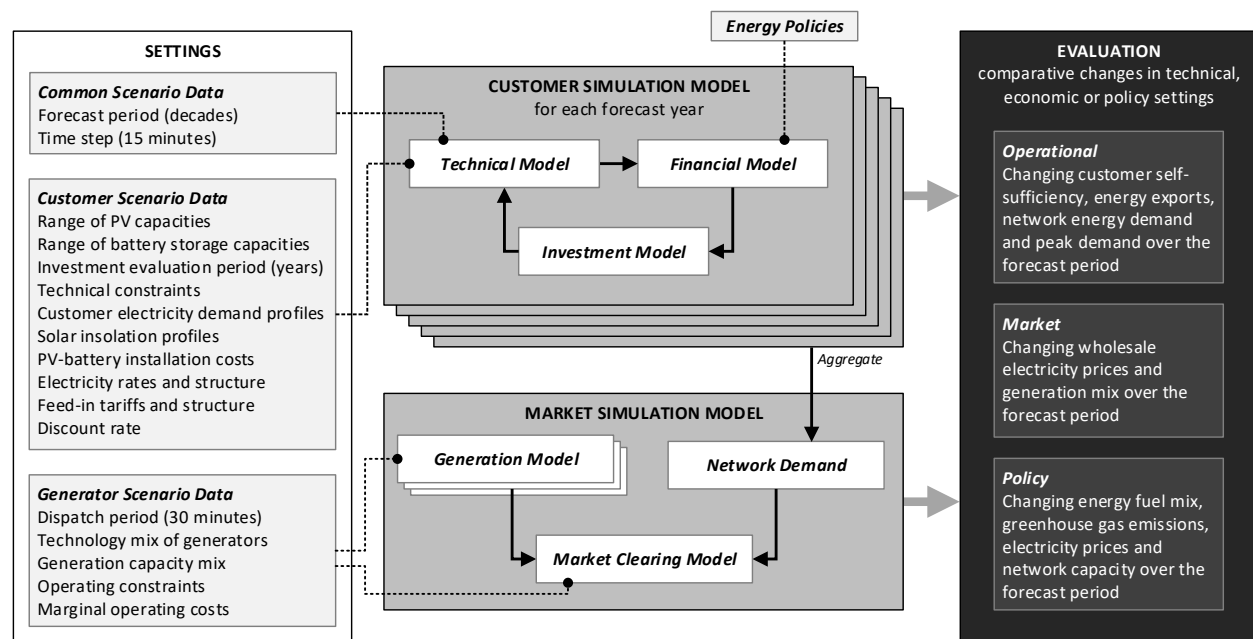 SETTINGS
Common Scenario Data
Forecast period (decades)
Time step (15 minutes)
Customer Scenario Data
Range of PV capacities
Range of battery storage capacities
Investment evaluation period (years)
Technical constraints
Customer electricity demand profiles
Solar insolation profiles
PV-battery installation costs
Electricity rates and structure
Feed-in tariffs and structure
Discount rate
Generator Scenario Data
Dispatch period (30 minutes)
Technology mix of generators
Generation capacity mix
Operating constraints
Marginal operating costs
Energy Policies
CUSTOMER SIMULATION MODEL
for each forecast year
Technical Model
Financial Model
Investment Model
Aggregate
MARKET SIMULATION MODEL
Generation Model
Network Demand
Market Clearing Model
EVALUATION
comparative changes in technical,
economic or policy settings
Operational
Changing customer self-
sufficiency, energy exports,
network energy demand
and peak demand over the
forecast period
Market
Changing wholesale
electricity prices and
generation mix over the
forecast period
Policy
Changing energy fuel mix,
greenhouse gas emissions,
electricity prices and
network capacity over the
forecast period